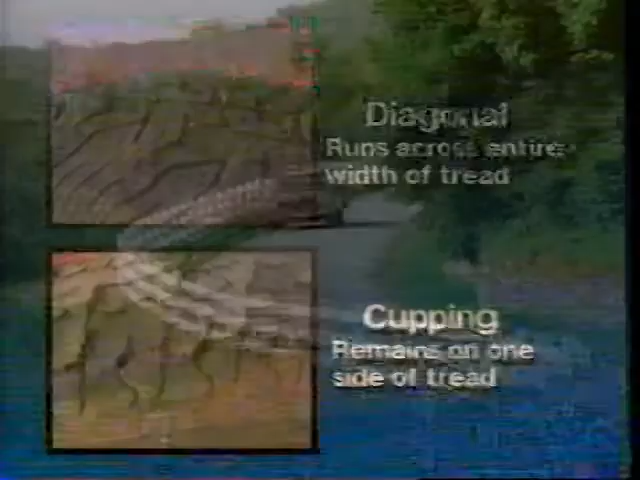 Diagonal
Runs across entire
width of tread
Cupping
Remains on one
side of tread